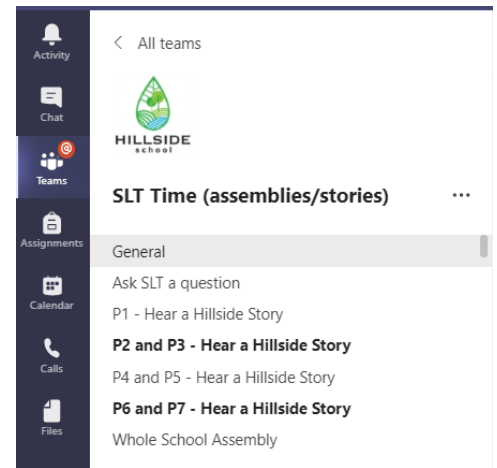 Activity
Chat
@
Teams
Assignments
Calendar
Calls
Files
< All teams
HILLSIDE
school
SLT Time (assemblies/stories) ...
General
Ask SLT a question
P1 - Hear a Hillside Story
P2 and P3 - Hear a Hillside Story
P4 and P5 - Hear a Hillside Story
P6 and P7 - Hear a Hillside Story
Whole School Assembly